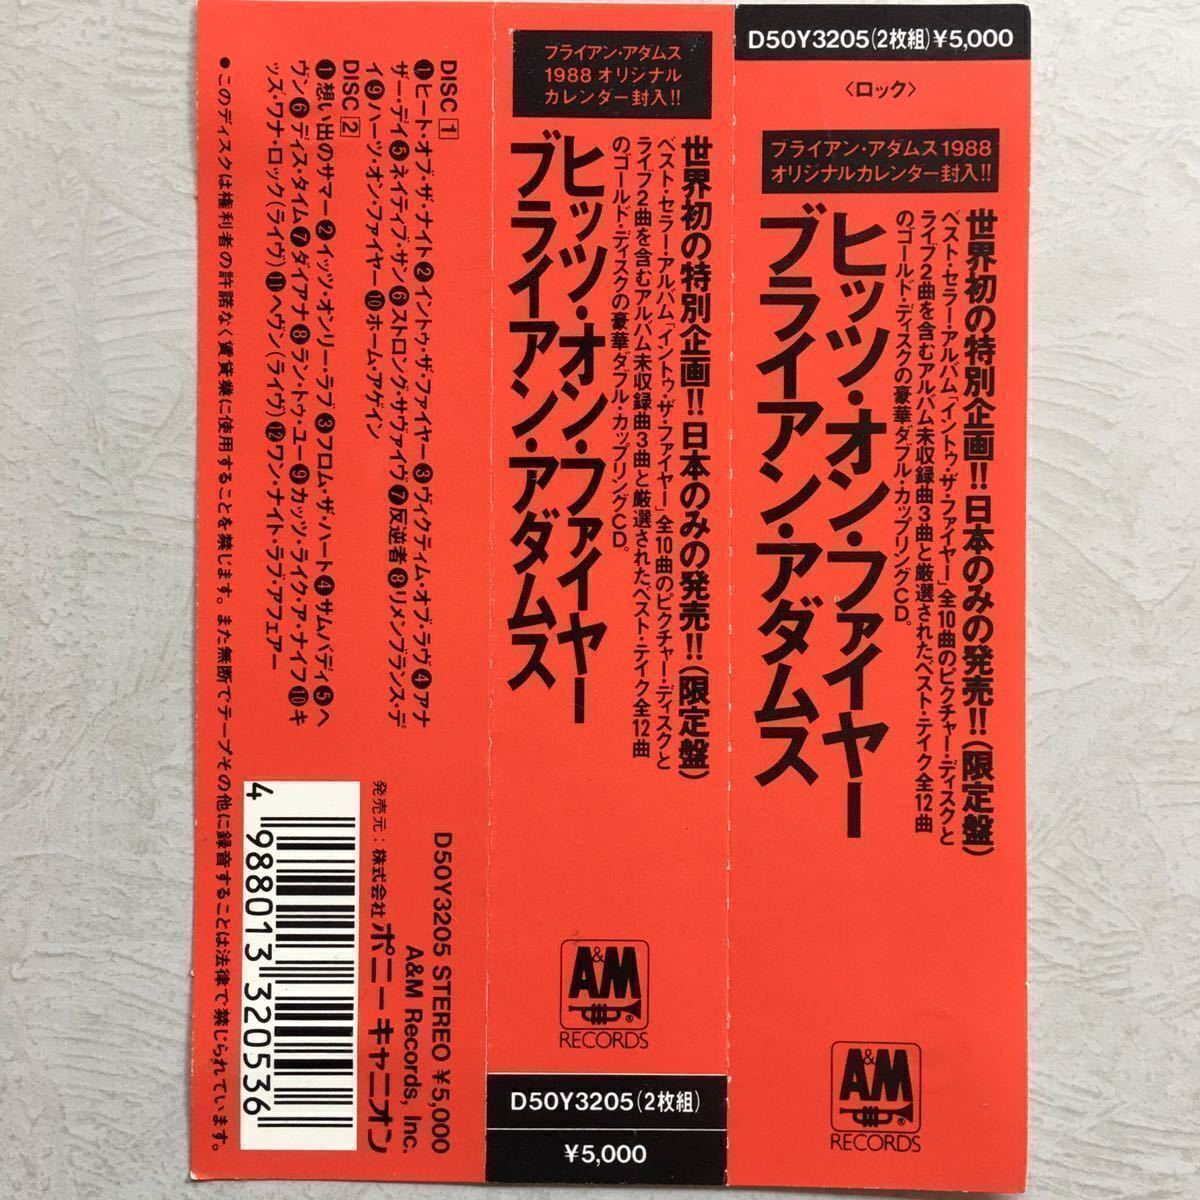 D50Y3205(2枚組)¥5,000
〈ロック〉
ブライアン・アダムス1988
オリジナルカレンダー封入!!
世界初の特別企画!!日本のみの発売!!(限定盤)
ベスト・セラー・アルバム「イントゥ・ザ・ファイヤー」全10曲のピクチャー・ディスクと
ライブ2曲を含むアルバム未収録曲3曲と厳選されたベスト・テイク全12曲
のゴールド・ディスクの豪華ダブル・カップリングCD。
ヒッツ・オン・ファイヤー
ブライアン・アダムス
A&M
RECORDS
ブライアン・アダムス
1988 オリジナル
カレンダー封入!!
世界初の特別企画!!日本のみの発売!!(限定盤)
ベスト・セラー・アルバム「イントゥ・ザ・ファイヤー」全10曲のピクチャー・ディスクと
ライブ2曲を含むアルバム未収録曲3曲と厳選されたベスト・テイク全12曲
のゴールド・ディスクの豪華ダブル・カップリングCD。
ヒッツ・オン・ファイヤー
ブライアン・アダムス
A&M
RECORDS
D50Y3205(2枚組)
¥5,000
DISC 1
❶ヒート・オブ・ザ・ナイト❷イントゥ・ザ・ファイヤー❸ヴィクティム・オブ・ラヴ❹アナ
ザー・デイ❺ネイティブ・サン❻ストロング・サヴァイヴ❼反逆者❽リメンブランス・デ
イ❾ハーツ・オン・ファイヤー❿ホーム・アゲイン
DISC 2
❶想い出のサマー❷イッツ・オンリー・ラブ❸フロム・ザ・ハート❹サムバディ❺ヘ
ヴン❻ディス・タイム❼ダイアナ❽ラン・トゥ・ユー❾カッツ・ライク・ア・ナイフ❿キ
ッズ・ワナ・ロック(ライヴ)⓫ヘヴン(ライヴ)⓬ワン・ナイト・ラブ・アフェアー
●このディスクは権利者の許諾なく賃貸業に使用することを禁じます。また無断でテープその他に録音することは法律で禁じられています。
D50Y3205 STEREO ¥5,000
A&M Records, Inc.
発売元:株式会社 ポニーキャニオン
4 988013 320536